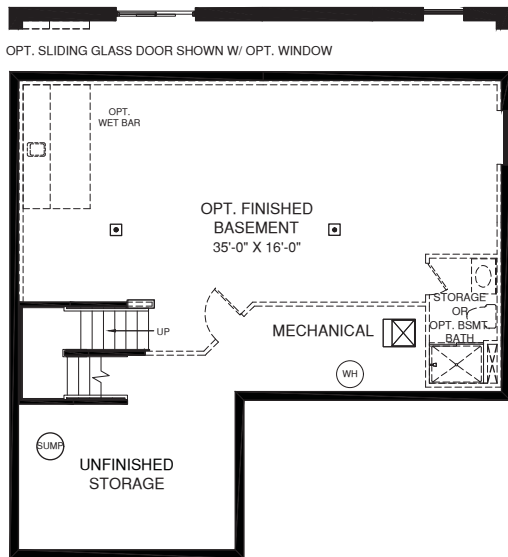 OPT. SLIDING GLASS DOOR SHOWN W/ OPT. WINDOW
OPT.
WET BAR
OPT. FINISHED
BASEMENT
35'-0" X 16'-0"
STORAGE
OR
OPT. BSMT.
BATH
UP
MECHANICAL
WH
SUMP
UNFINISHED
STORAGE